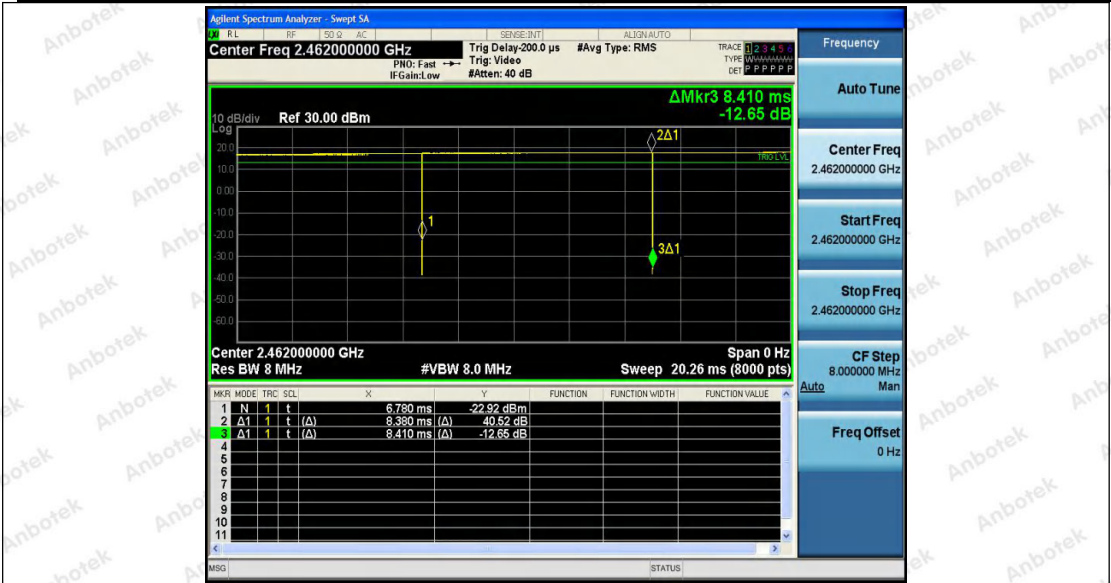 Agilent Spectrum Analyzer - Swept SA
RL RF 50 Ω AC SENSE:INT ALIGNAUTO
Center Freq 2.462000000 GHz
PNO: Fast
IFGain:Low
Trig Delay-200.0 µs
Trig: Video
#Atten: 40 dB
#Avg Type: RMS
TRACE 1 2 3 4 5 6
TYPE
DET P P P P P P
ΔMkr3 8.410 ms
-12.65 dB
10 dB/div Ref 30.00 dBm
Log
20.0
10.0
0.00
-10.0
-20.0
-30.0
-40.0
-50.0
-60.0
2Δ1
TRIG LVL
1
3Δ1
Center 2.462000000 GHz Span 0 Hz
Res BW 8 MHz #VBW 8.0 MHz Sweep 20.26 ms (8000 pts)
MKR MODE TRC SCL X Y FUNCTION FUNCTION WIDTH FUNCTION VALUE
1 N 1 t 6.780 ms -22.92 dBm
2 Δ1 1 t (Δ) 8.380 ms (Δ) 40.52 dB
3 Δ1 1 t (Δ) 8.410 ms (Δ) -12.65 dB
4
5
6
7
8
9
10
11
MSG STATUS
Frequency
Auto Tune
Center Freq
2.462000000 GHz
Start Freq
2.462000000 GHz
Stop Freq
2.462000000 GHz
CF Step
8.000000 MHz
Auto Man
Freq Offset
0 Hz
Anbotek